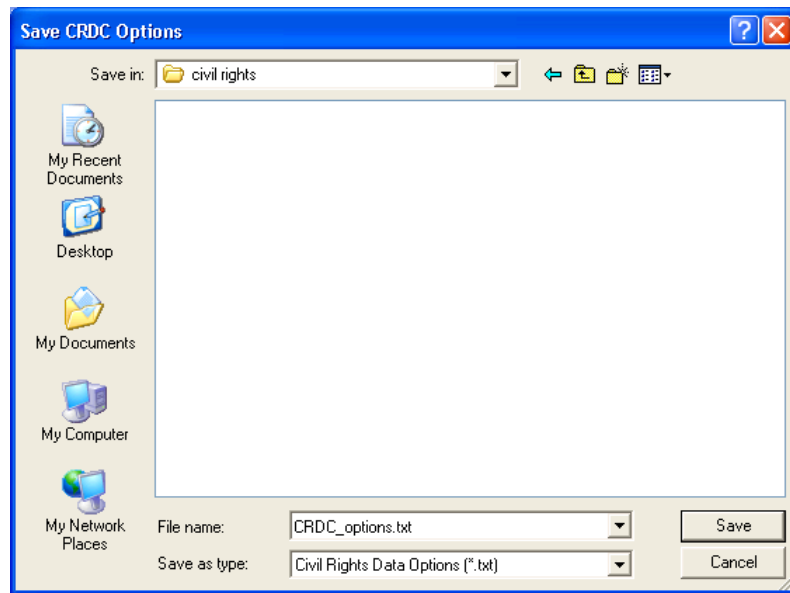 Save CRDC Options
Save in:
civil rights
My Recent
Documents
Desktop
My Documents
My Computer
My Network
Places
File name:
CRDC_options.txt
Save
Save as type:
Civil Rights Data Options (*.txt)
Cancel